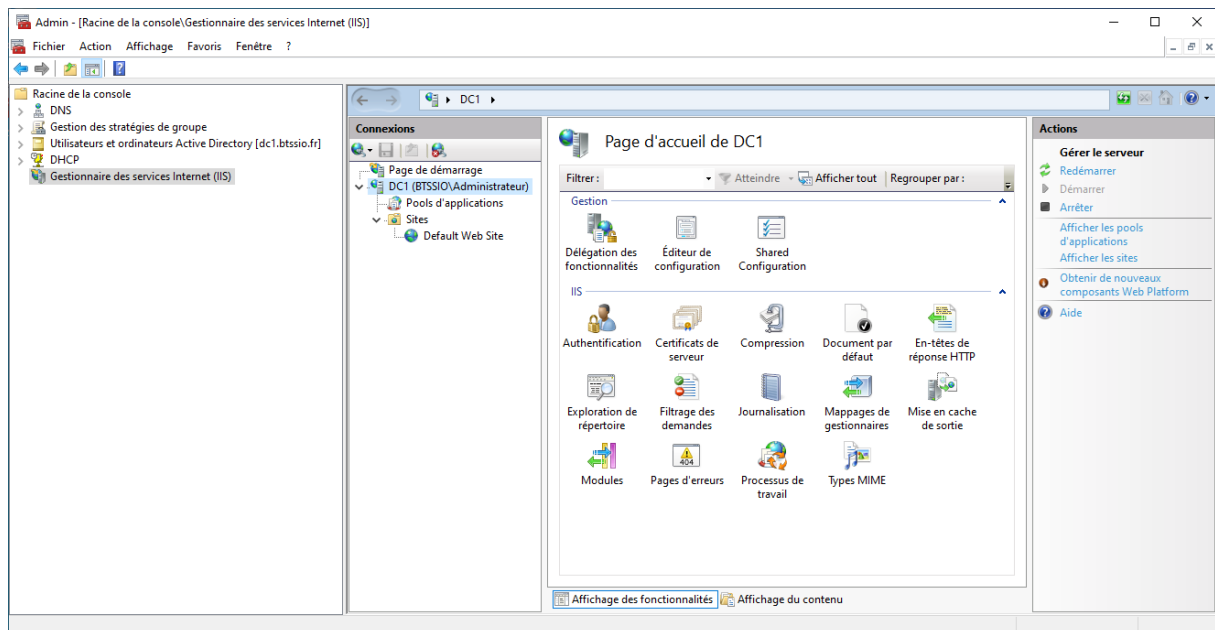 Admin - [Racine de la console\Gestionnaire des services Internet (IIS)]
Fichier Action Affichage Favoris Fenêtre ?
Racine de la console
DNS
Gestion des stratégies de groupe
Utilisateurs et ordinateurs Active Directory [dc1.btssio.fr]
DHCP
Gestionnaire des services Internet (IIS)
DC1
Connexions
Page de démarrage
DC1 (BTSSIO\Administrateur)
Pools d'applications
Sites
Default Web Site
Page d'accueil de DC1
Filtrer : Atteindre Afficher tout Regrouper par :
Gestion
Délégation des
fonctionnalités
Éditeur de
configuration
Shared
Configuration
IIS
Authentification
Certificats de
serveur
Compression
Document par
défaut
En-têtes de
réponse HTTP
Exploration de
répertoire
Filtrage des
demandes
Journalisation
Mappages de
gestionnaires
Mise en cache
de sortie
Modules
404
Pages d'erreurs
Processus de
travail
Types MIME
Affichage des fonctionnalités Affichage du contenu
Actions
Gérer le serveur
Redémarrer
Démarrer
Arrêter
Afficher les pools
d'applications
Afficher les sites
Obtenir de nouveaux
composants Web Platform
Aide